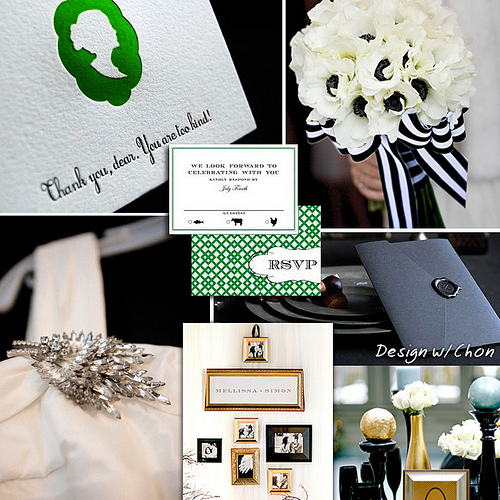 Thank you, dear. You are too kind!
WE LOOK FORWARD TO
CELEBRATING WITH YOU
KINDLY RESPOND BY
July Fourth
GUEST(S)
RSVP
Design w/ Chon
MELLISSA + SIMON